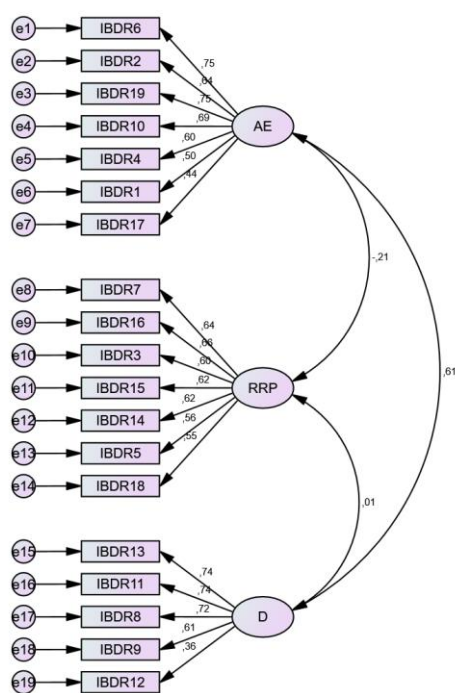 e1 IBDR6
e2 IBDR2
e3 IBDR19
e4 IBDR10
e5 IBDR4
e6 IBDR1
e7 IBDR17
,75
,64
,75
,69
,60
,50
,44
AE
-,21
,61
e8 IBDR7
e9 IBDR16
e10 IBDR3
e11 IBDR15
e12 IBDR14
e13 IBDR5
e14 IBDR18
,64
,66
,60
,62
,62
,56
,55
RRP
,01
e15 IBDR13
e16 IBDR11
e17 IBDR8
e18 IBDR9
e19 IBDR12
,74
,74
,72
,61
,36
D